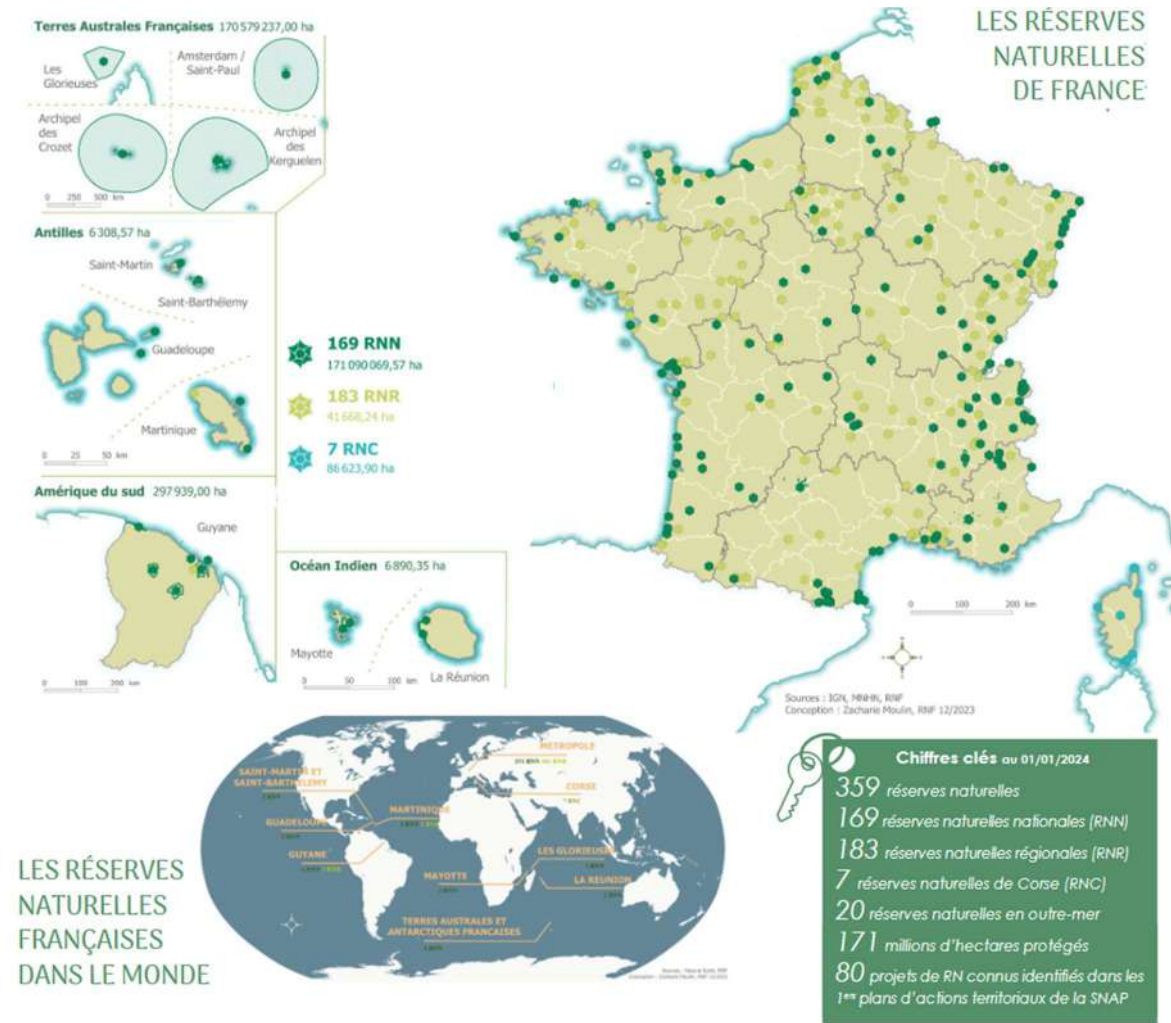 LES RÉSERVES
NATURELLES
DE FRANCE
Terres Australes Françaises 170 579 237,00 ha
Les
Glorieuses
Amsterdam /
Saint-Paul
Archipel
des
Crozet
Archipel
des
Kerguelen
0 250 500 km
Antilles 6 308,57 ha
Saint-Martin
Saint-Barthélemy
Guadeloupe
Martinique
0 25 50 km
169 RNN
171 090 069,57 ha
183 RNR
41 668,24 ha
7 RNC
86 623,90 ha
Amérique du sud 297 939,00 ha
Guyane
0 100 200 km
Océan Indien 6 890,35 ha
Mayotte
La Réunion
0 50 100 km
0 100 200 km
Sources : IGN, MNHN, RNF
Conception : Zacharie Moulin, RNF 12/2023
LES RÉSERVES
NATURELLES
FRANÇAISES
DANS LE MONDE
MÉTROPOLE
SAINT-MARTIN ET
SAINT-BARTHÉLEMY
CORSE
MARTINIQUE
GUADELOUPE
GUYANE
LES GLORIEUSES
MAYOTTE
LA RÉUNION
TERRES AUSTRALES ET
ANTARCTIQUES FRANÇAISES
Chiffres clés au 01/01/2024
359 réserves naturelles
169 réserves naturelles nationales (RNN)
183 réserves naturelles régionales (RNR)
7 réserves naturelles de Corse (RNC)
20 réserves naturelles en outre-mer
171 millions d'hectares protégés
80 projets de RN connus identifiés dans les
1ers plans d'actions territoriaux de la SNAP